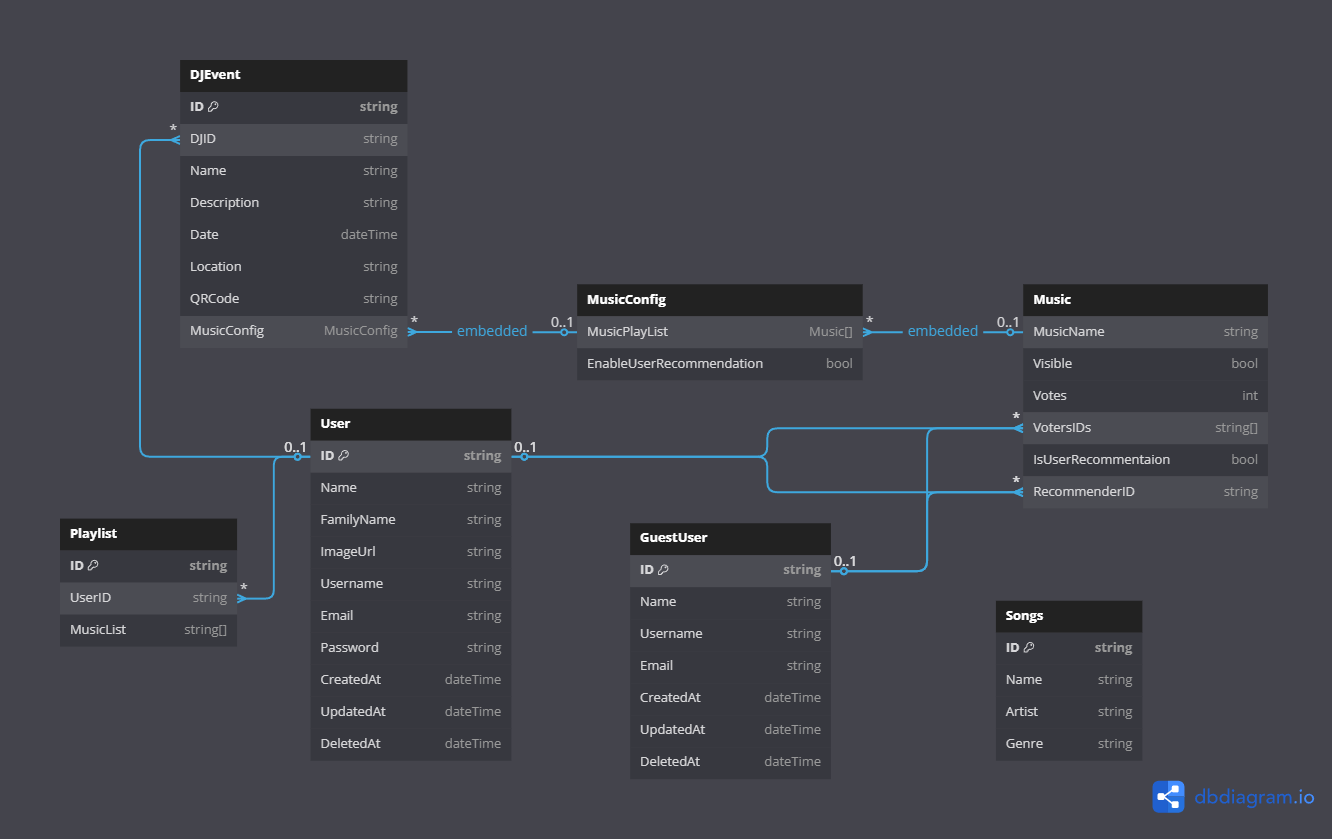 DJEvent
ID string
* DJID string
Name string
Description string
Date dateTime
Location string
QRCode string
MusicConfig MusicConfig * embedded 0..1
MusicConfig
MusicPlayList Music[] * embedded 0..1
EnableUserRecommendation bool
Music
MusicName string
Visible bool
Votes int
* VotersIDs string[]
IsUserRecommentaion bool
* RecommenderID string
User
0..1 ID string 0..1
Name string
FamilyName string
ImageUrl string
Username string
Email string
Password string
CreatedAt dateTime
UpdatedAt dateTime
DeletedAt dateTime
Playlist
ID string
UserID string *
MusicList string[]
GuestUser
ID string 0..1
Name string
Username string
Email string
CreatedAt dateTime
UpdatedAt dateTime
DeletedAt dateTime
Songs
ID string
Name string
Artist string
Genre string
dbdiagram.io